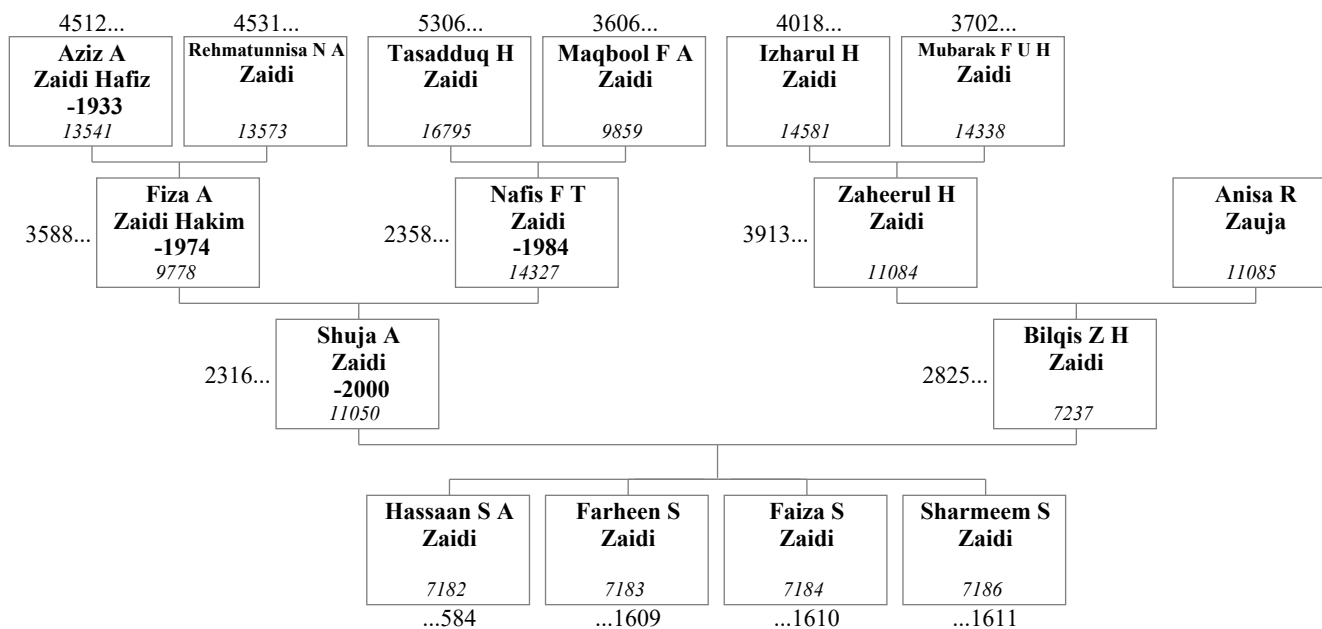 4512... 4531... 5306... 3606... 4018... 3702...
Aziz A
Zaidi Hafiz
-1933
13541
Rehmatunnisa N A
Zaidi
13573
Tasadduq H
Zaidi
16795
Maqbool F A
Zaidi
9859
Izharul H
Zaidi
14581
Mubarak F U H
Zaidi
14338
3588...
Fiza A
Zaidi Hakim
-1974
9778
2358...
Nafis F T
Zaidi
-1984
14327
3913...
Zaheerul H
Zaidi
11084
Anisa R
Zauja
11085
2316...
Shuja A
Zaidi
-2000
11050
2825...
Bilqis Z H
Zaidi
7237
Hassaan S A
Zaidi
7182
...584
Farheen S
Zaidi
7183
...1609
Faiza S
Zaidi
7184
...1610
Sharmeem S
Zaidi
7186
...1611